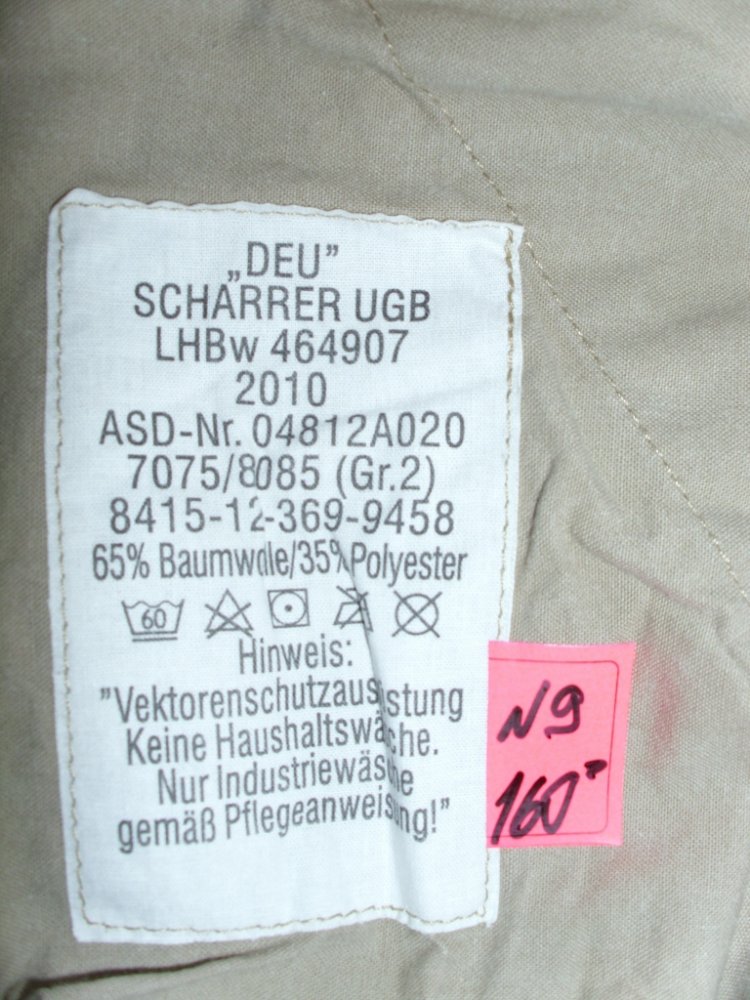 „DEU”
SCHARRER UGB
LHBw 464907
2010
ASD-Nr. 04812A020
7075/8085 (Gr.2)
8415-12-369-9458
65% Baumwolle/35% Polyester
60
Hinweis:
"Vektorenschutzausrüstung
Keine Haushaltswäche.
Nur Industriewäsche
gemäß Pflegeanweisung!"
N9
160